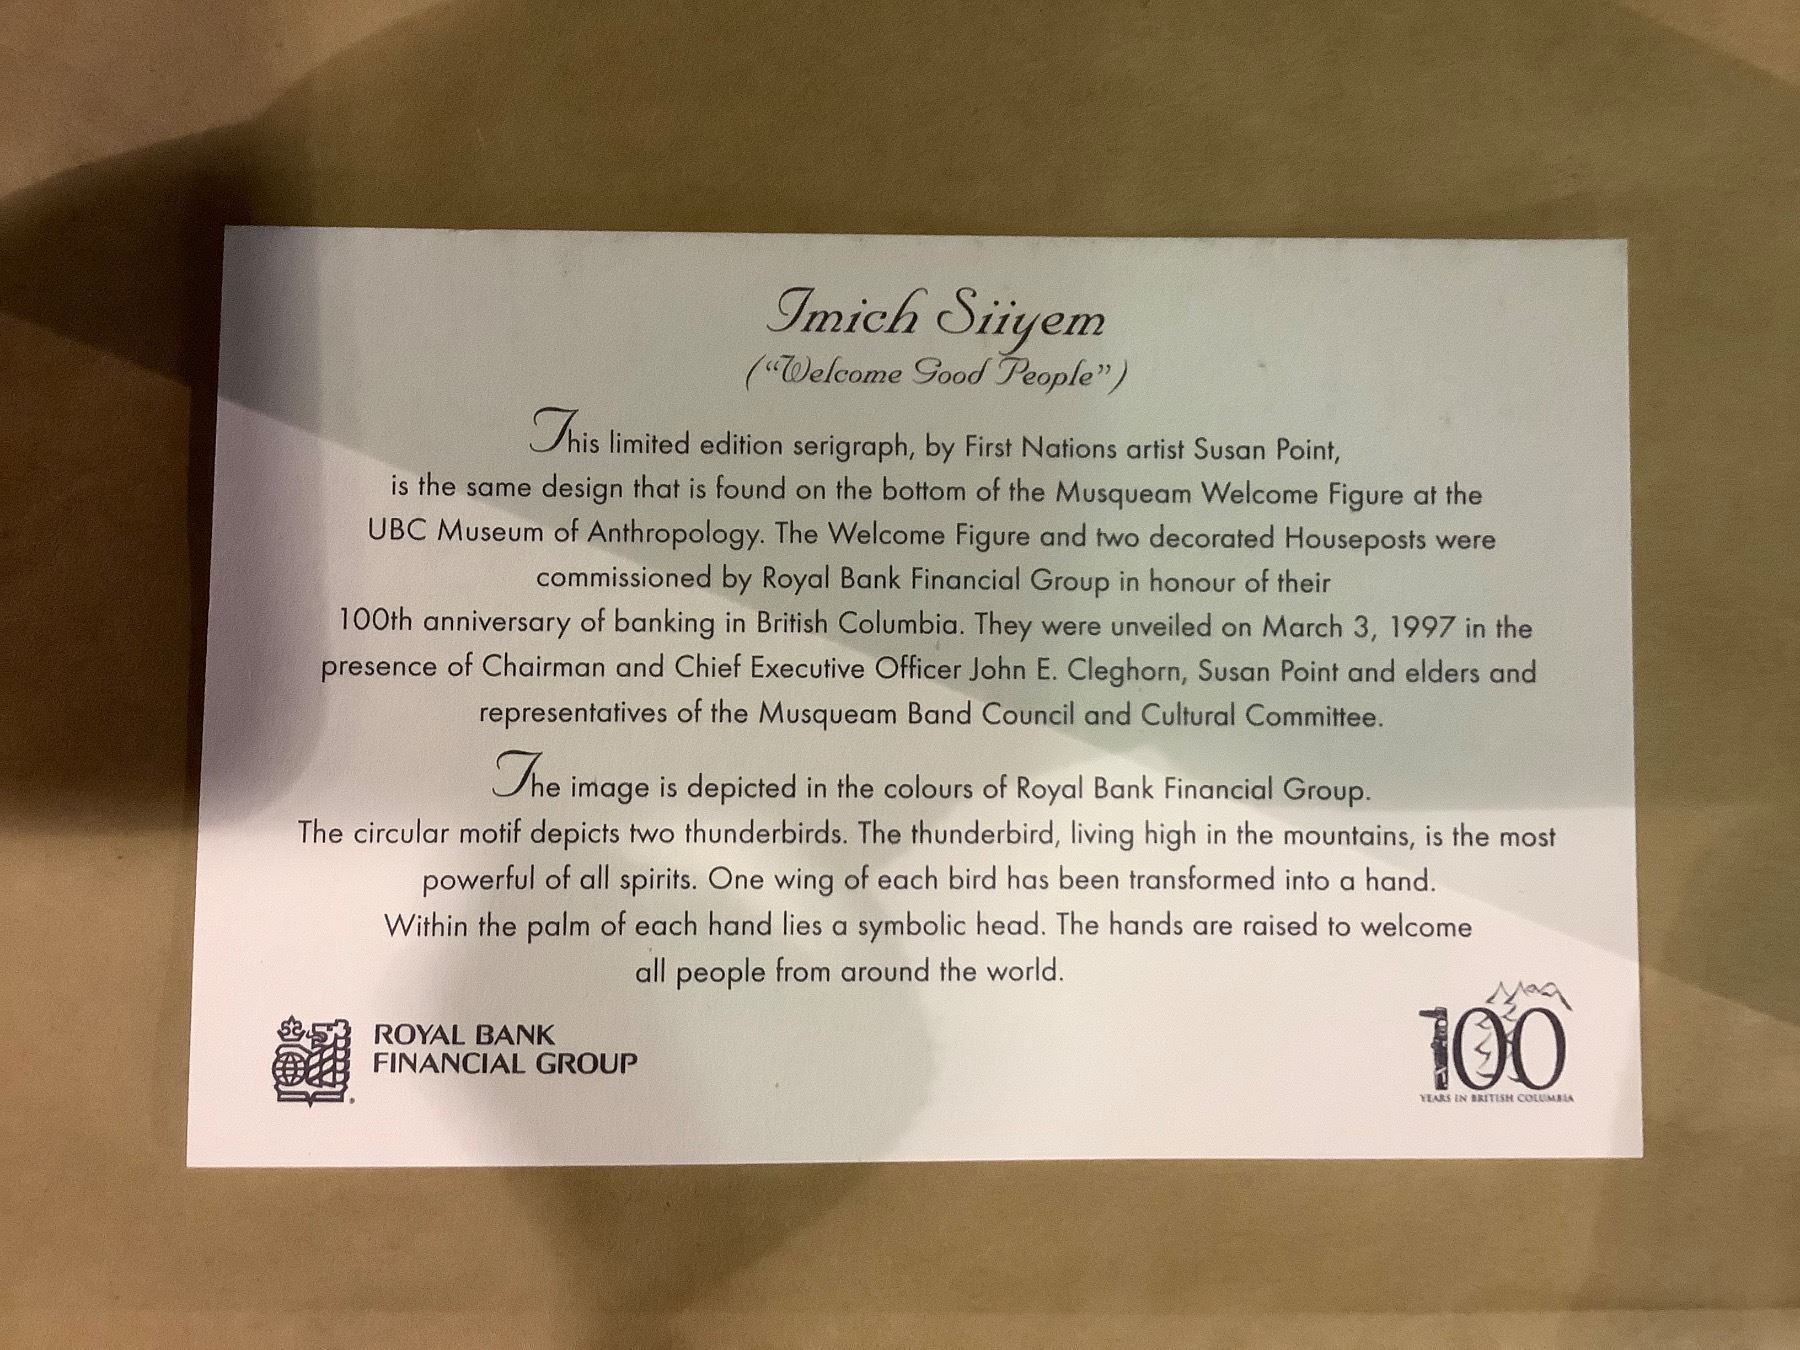 Imich Siiyem
("Welcome Good People")
This limited edition serigraph, by First Nations artist Susan Point,
is the same design that is found on the bottom of the Musqueam Welcome Figure at the
UBC Museum of Anthropology. The Welcome Figure and two decorated Houseposts were
commissioned by Royal Bank Financial Group in honour of their
100th anniversary of banking in British Columbia. They were unveiled on March 3, 1997 in the
presence of Chairman and Chief Executive Officer John E. Cleghorn, Susan Point and elders and
representatives of the Musqueam Band Council and Cultural Committee.
The image is depicted in the colours of Royal Bank Financial Group.
The circular motif depicts two thunderbirds. The thunderbird, living high in the mountains, is the most
powerful of all spirits. One wing of each bird has been transformed into a hand.
Within the palm of each hand lies a symbolic head. The hands are raised to welcome
all people from around the world.
ROYAL BANK
FINANCIAL GROUP
100
YEARS IN BRITISH COLUMBIA